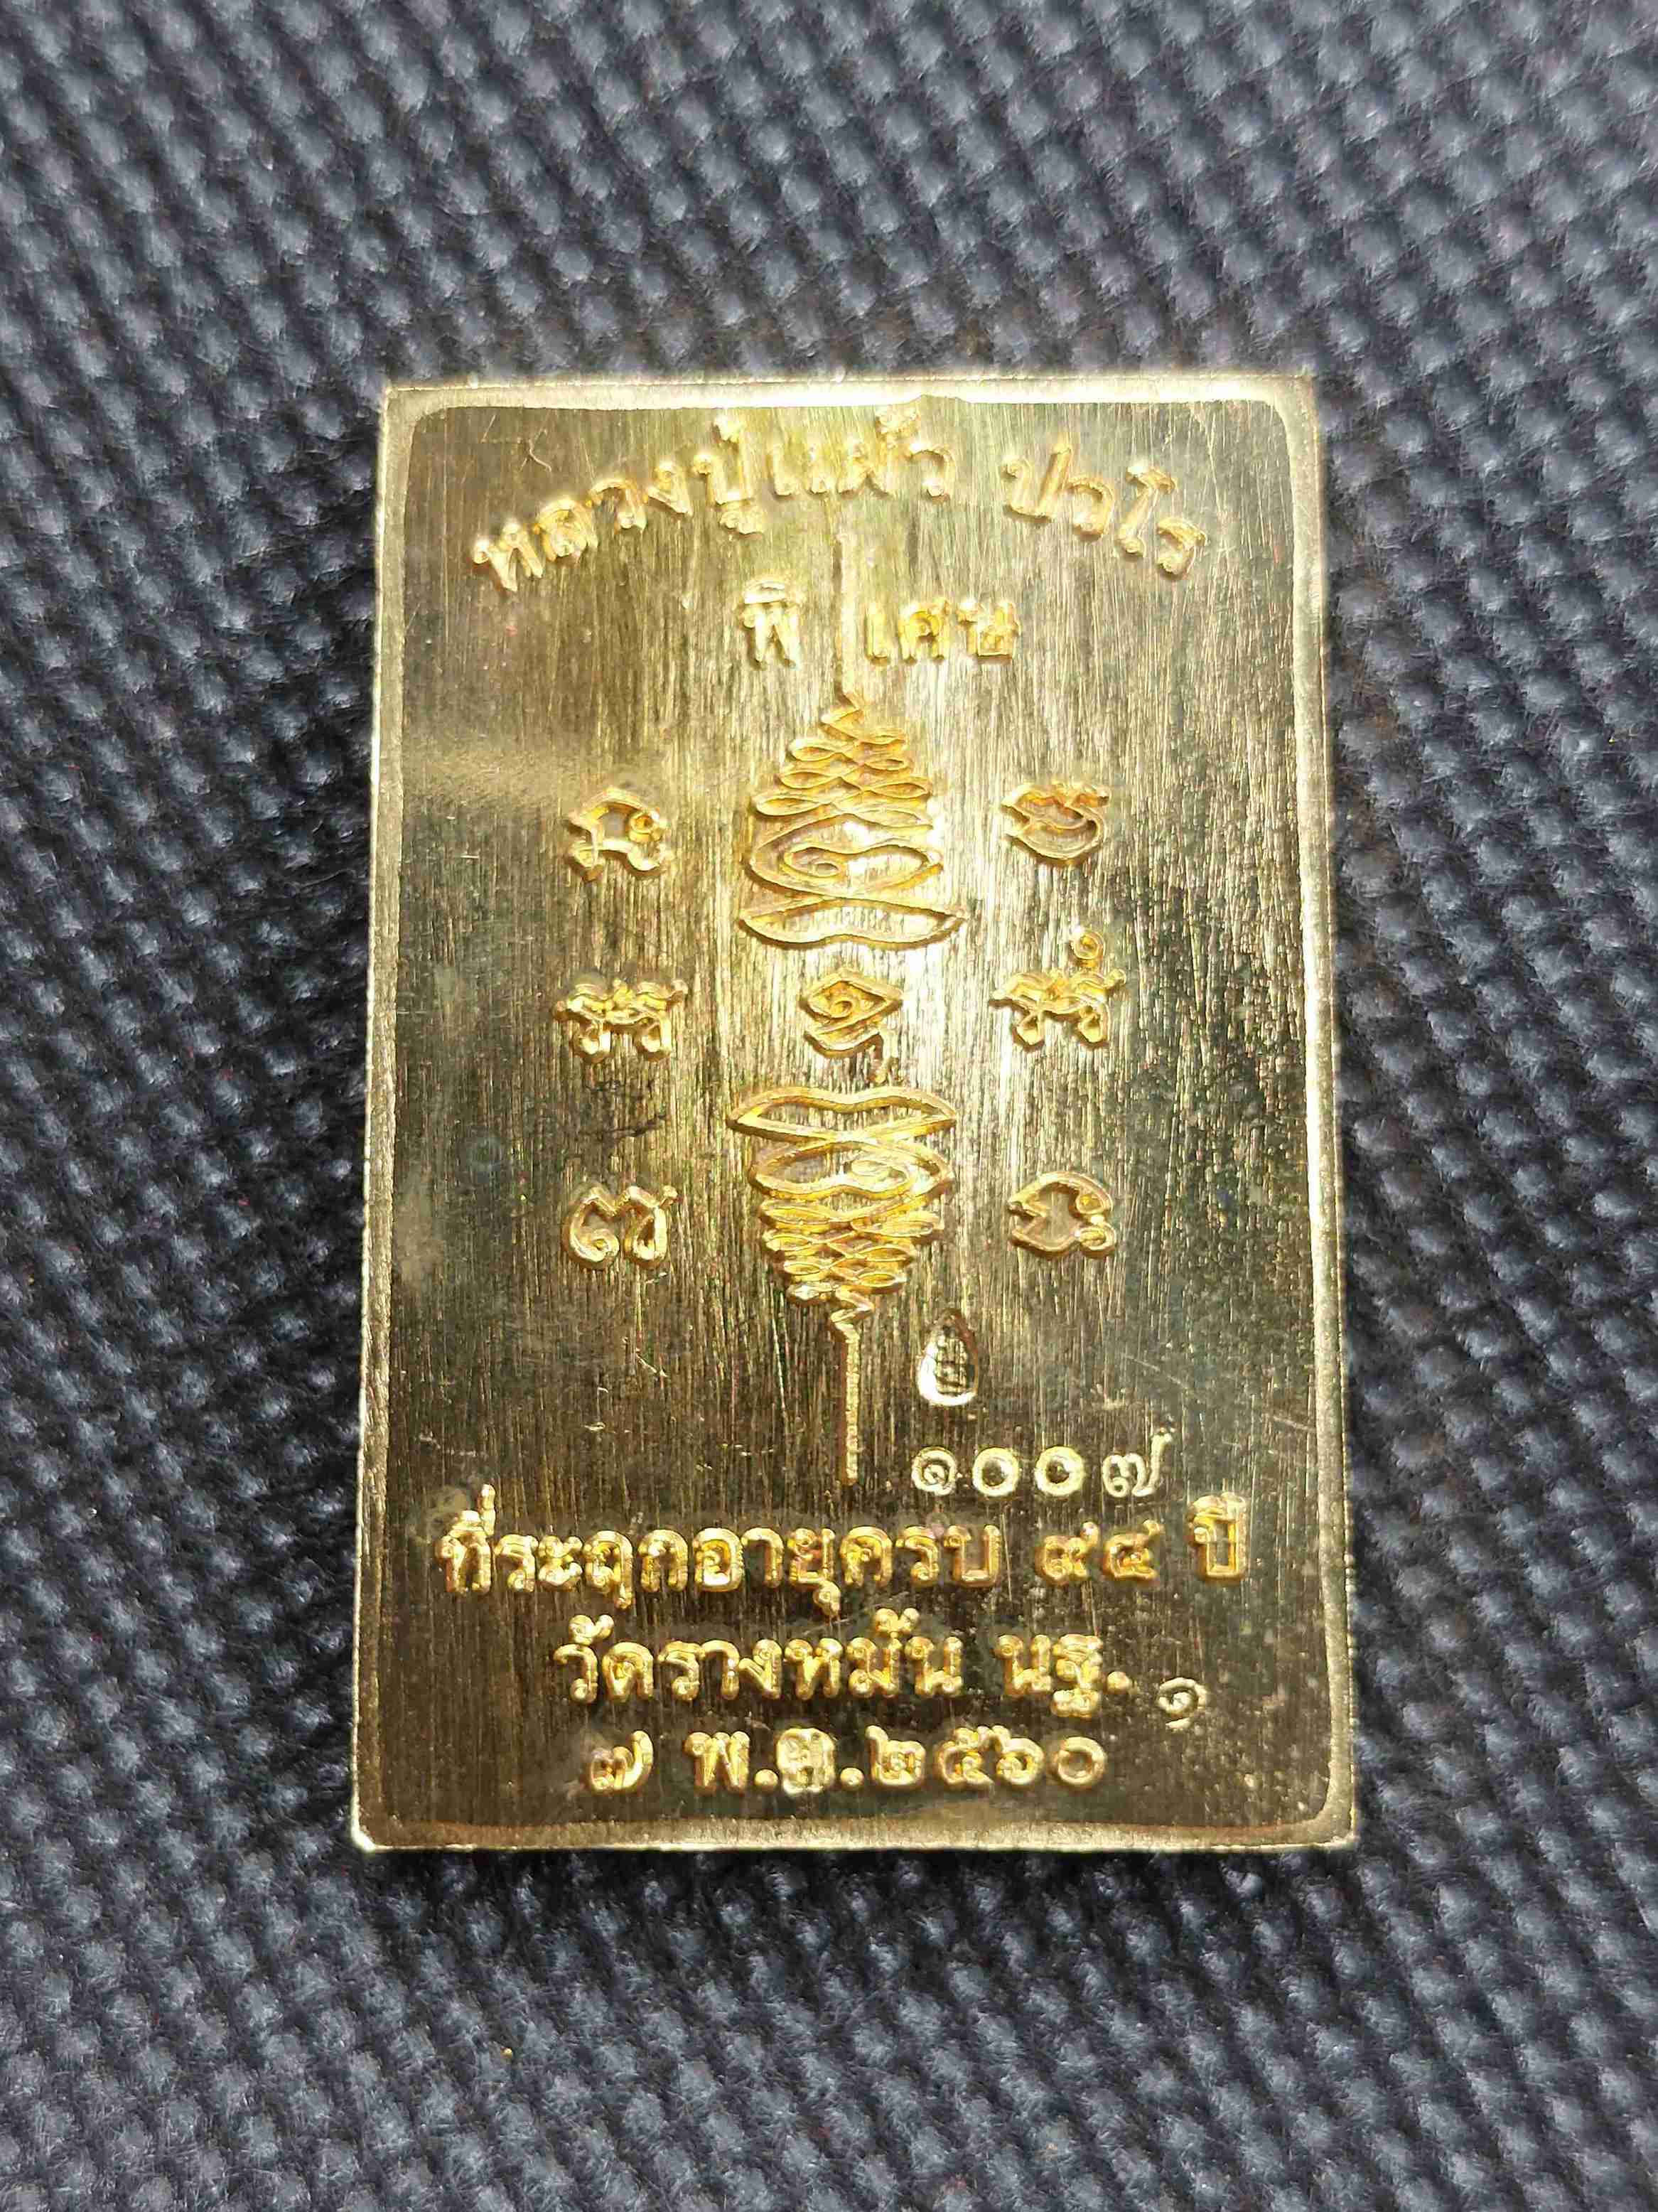 หลวงปู่แผ้ว ปวโร
พิ เศษ
๑๐๐๗
ที่ระฤกอายุครบ ๙๔ ปี
วัดรางหมัน นฐ. ๑
๗ พ.ย.๒๕๖๐